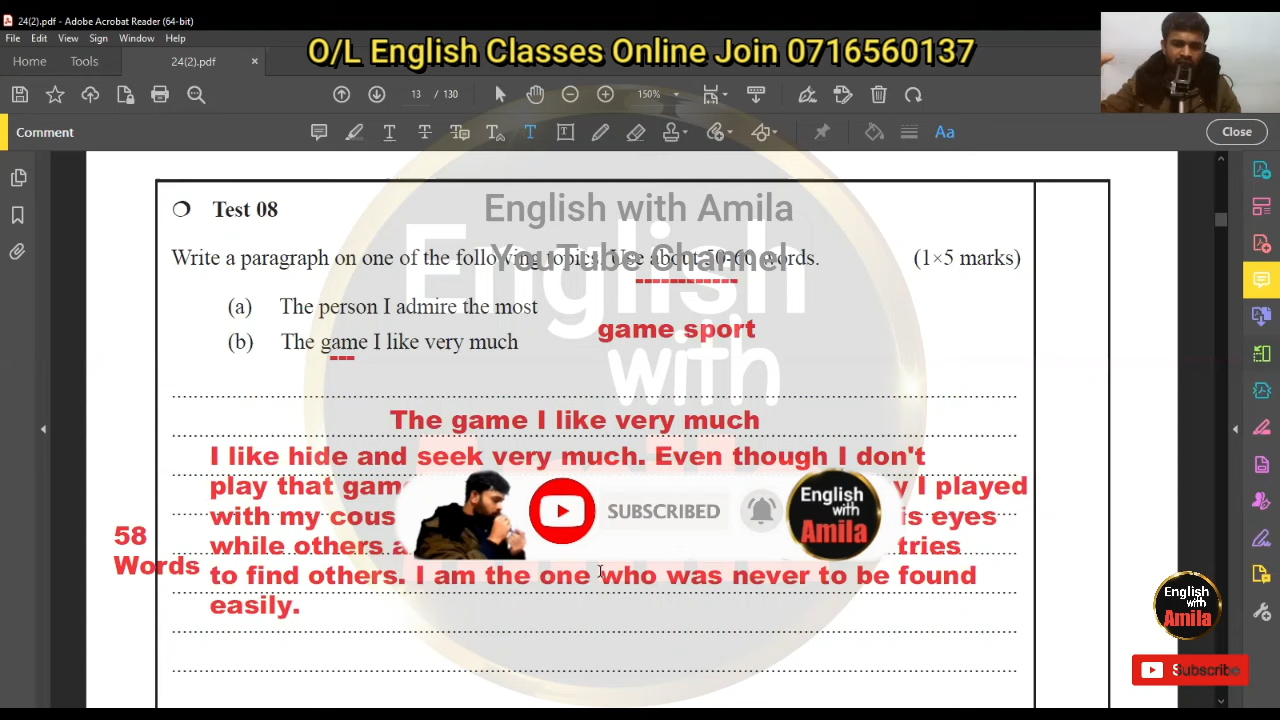 24(2).pdf - Adobe Acrobat Reader (64-bit)
File Edit View Sign Window Help
O/L English Classes Online Join 0716560137
Home Tools 24(2).pdf ×
13 / 130 150%
Comment
Close
English with Amila
YouTube Channel
English
with
Test 08
Write a paragraph on one of the following topics. Use about 50-60 words. (1×5 marks)
(a) The person I admire the most
(b) The game I like very much
game sport
The game I like very much
I like hide and seek very much. Even though I don't
play that I played
with my eyes
while others tries
to find others. I am the one who was never to be found
easily.
58
Words
SUBSCRIBED
English
with
Amila
English
with
Amila
Subscribe